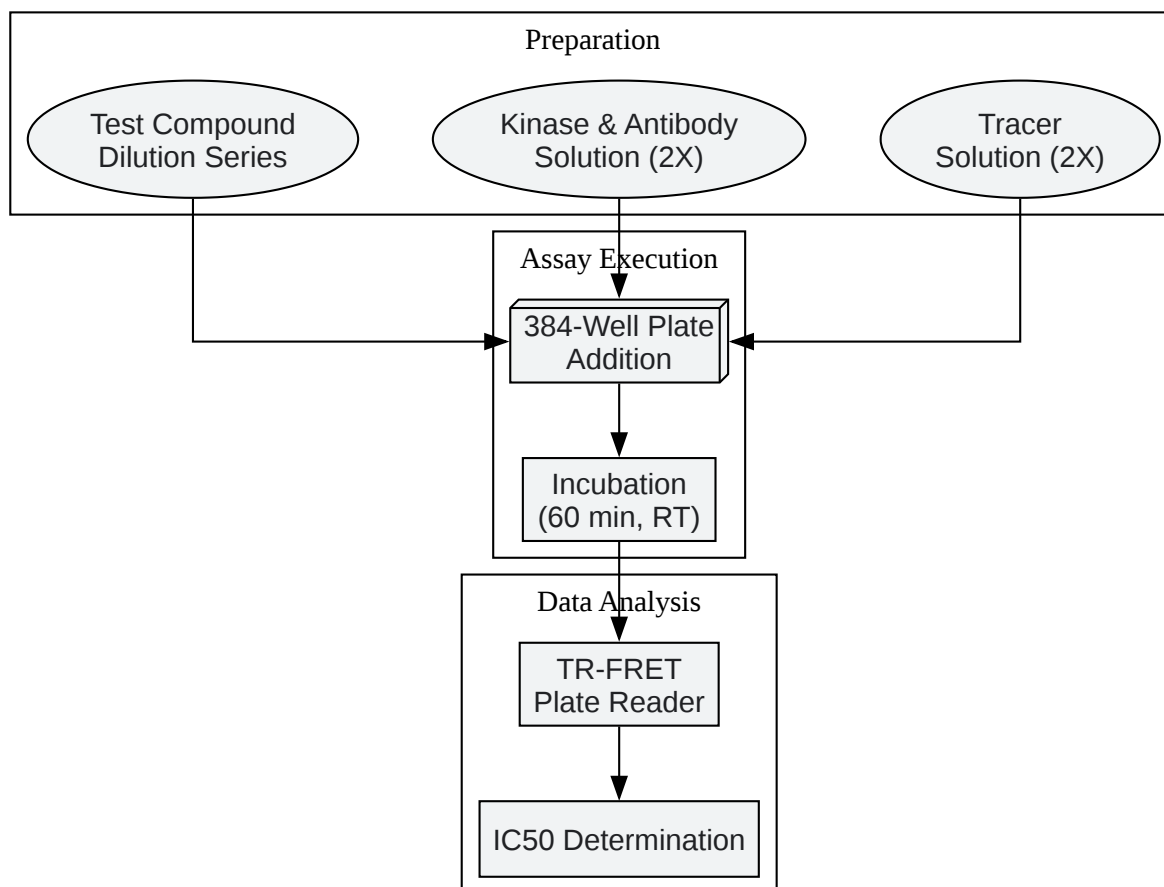 Preparation
Test Compound
Dilution Series
Kinase & Antibody
Solution (2X)
Tracer
Solution (2X)
Assay Execution
384-Well Plate
Addition
Incubation
(60 min, RT)
Data Analysis
TR-FRET
Plate Reader
IC50 Determination